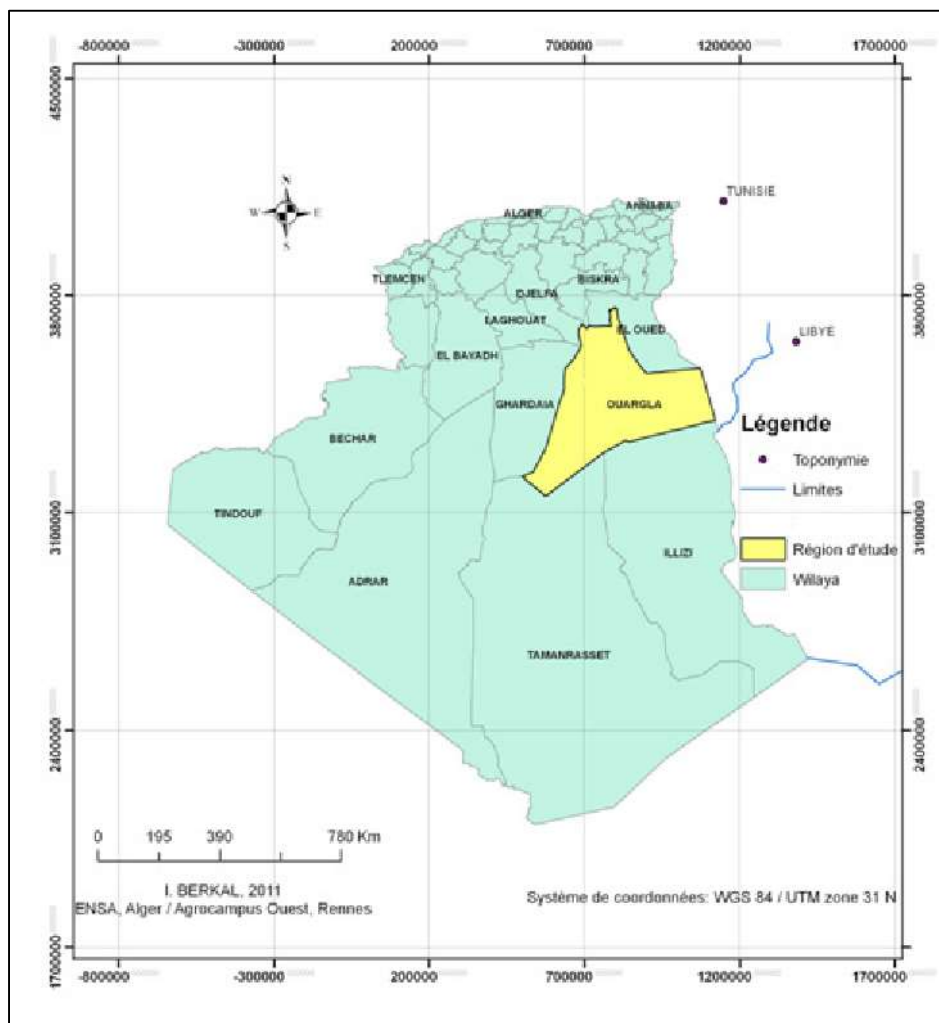 -800000 -300000 200000 700000 1200000 1700000
4500000
N
W E
S
TUNISIE
ANNABA
ALGER
TLEMCEN
BISKRA
DJELFA
3800000 3800000
LAGHOUAT
EL OUED
LIBYE
EL BAYADH
GHARDAIA
OUARGLA
BECHAR
Légende
Toponymie
Limites
TINDOUF
3100000 3100000
Région d'étude
ILLIZI
Wilaya
ADRAR
TAMANRASSET
2400000 2400000
0 195 390 780 Km
I. BERKAL, 2011
ENSA, Alger / Agrocampus Ouest, Rennes
Système de coordonnées: WGS 84 / UTM zone 31 N
1700000 1700000
-800000 -300000 200000 700000 1200000 1700000